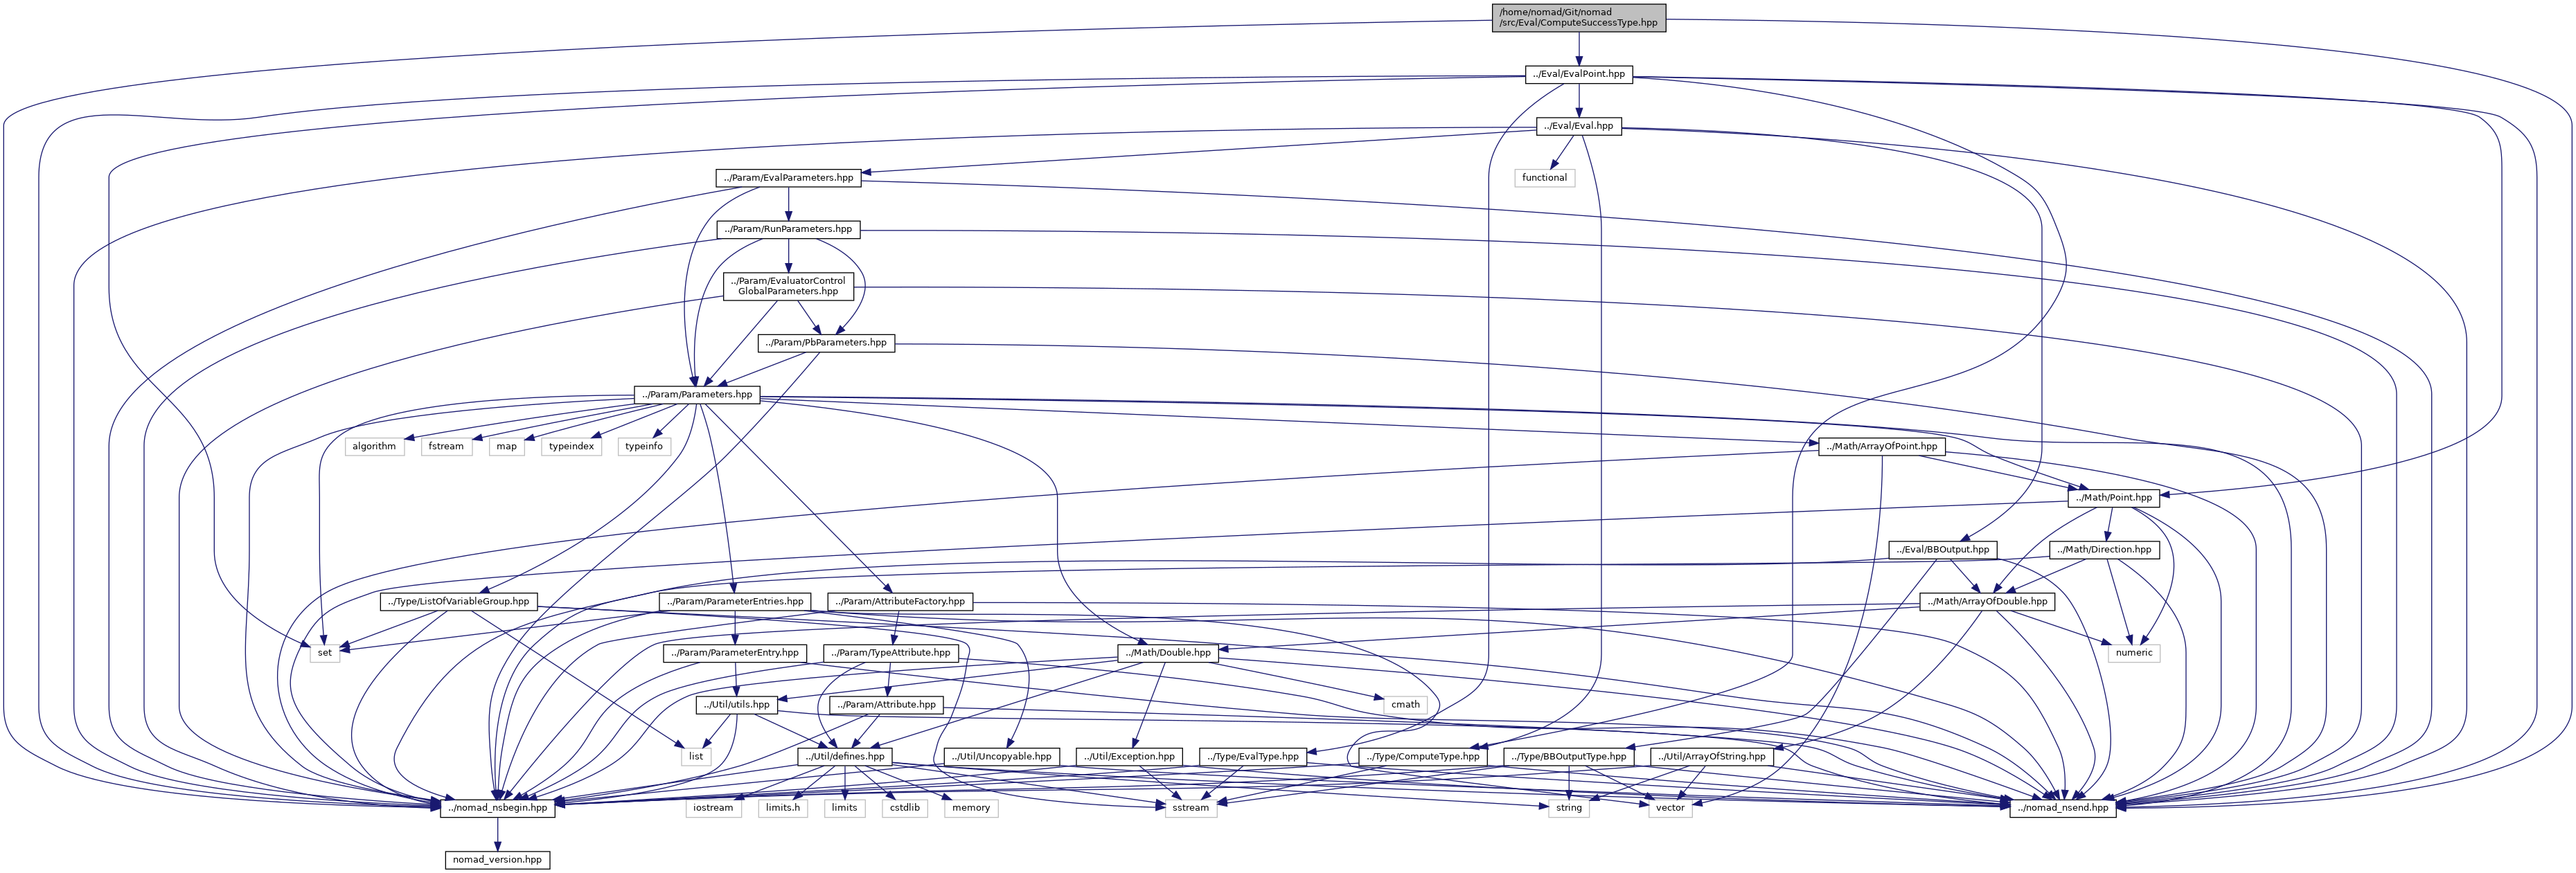 /home/nomad/Git/nomad
/src/Eval/ComputeSuccessType.hpp
../Eval/EvalPoint.hpp
../Eval/Eval.hpp
../Param/EvalParameters.hpp
functional
../Param/RunParameters.hpp
../Param/EvaluatorControl
GlobalParameters.hpp
../Param/PbParameters.hpp
../Param/Parameters.hpp
algorithm
fstream
map
typeindex
typeinfo
../Math/ArrayOfPoint.hpp
../Math/Point.hpp
../Eval/BBOutput.hpp
../Math/Direction.hpp
../Type/ListOfVariableGroup.hpp
../Param/ParameterEntries.hpp
../Param/AttributeFactory.hpp
../Math/ArrayOfDouble.hpp
set
../Param/ParameterEntry.hpp
../Param/TypeAttribute.hpp
../Math/Double.hpp
numeric
../Util/utils.hpp
../Param/Attribute.hpp
cmath
list
../Util/defines.hpp
../Util/Uncopyable.hpp
../Util/Exception.hpp
../Type/EvalType.hpp
../Type/ComputeType.hpp
../Type/BBOutputType.hpp
../Util/ArrayOfString.hpp
../nomad_nsbegin.hpp
iostream
limits.h
limits
cstdlib
memory
sstream
string
vector
../nomad_nsend.hpp
nomad_version.hpp